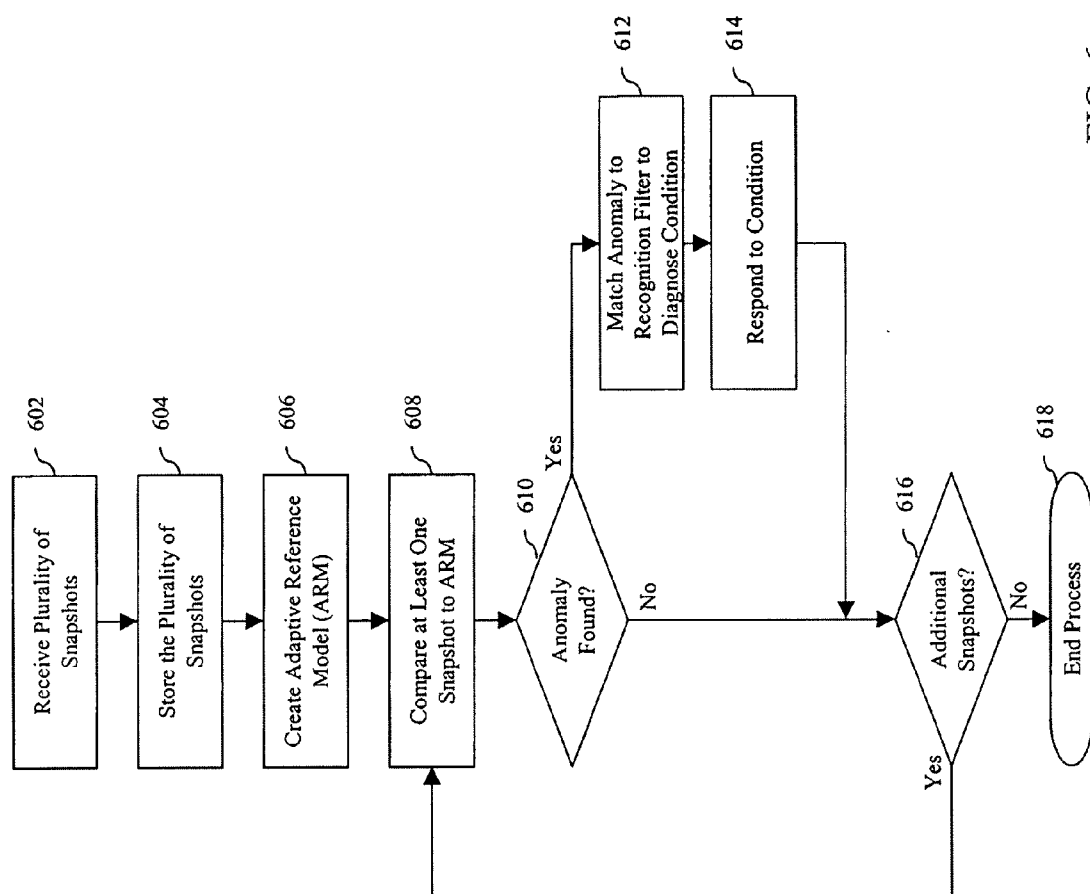 602
Receive Plurality of
Snapshots
604
Store the Plurality of
Snapshots
606
Create Adaptive Reference
Model (ARM)
608
Compare at Least One
Snapshot to ARM
610
Anomaly
Found?
Yes
No
612
Match Anomaly to
Recognition Filter to
Diagnose Condition
614
Respond to Condition
616
Additional
Snapshots?
Yes
No
618
End Process